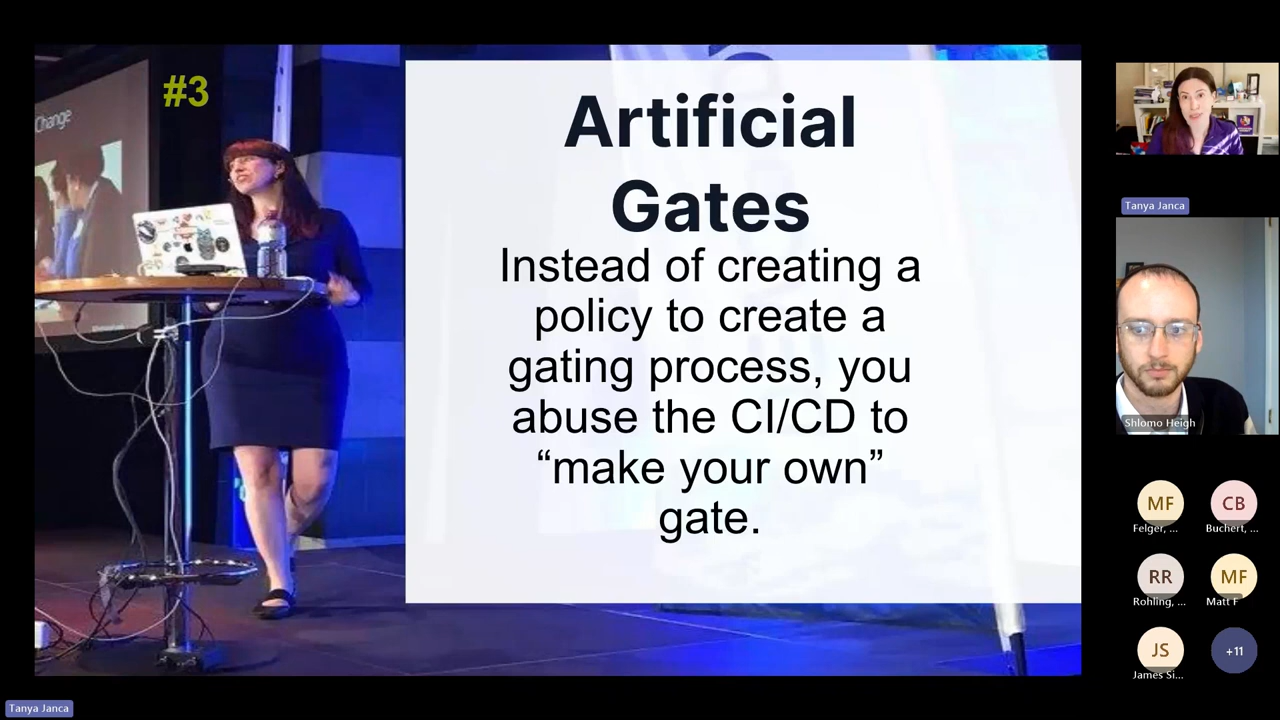 #3
Change
Artificial
Gates
Instead of creating a
policy to create a
gating process, you
abuse the CI/CD to
“make your own”
gate.
Tanya Janca
Shlomo Heigh
MF
CB
Felger, ...
Buchert, ...
RR
MF
Rohling, ...
Matt F
JS
+11
James Si...
Tanya Janca